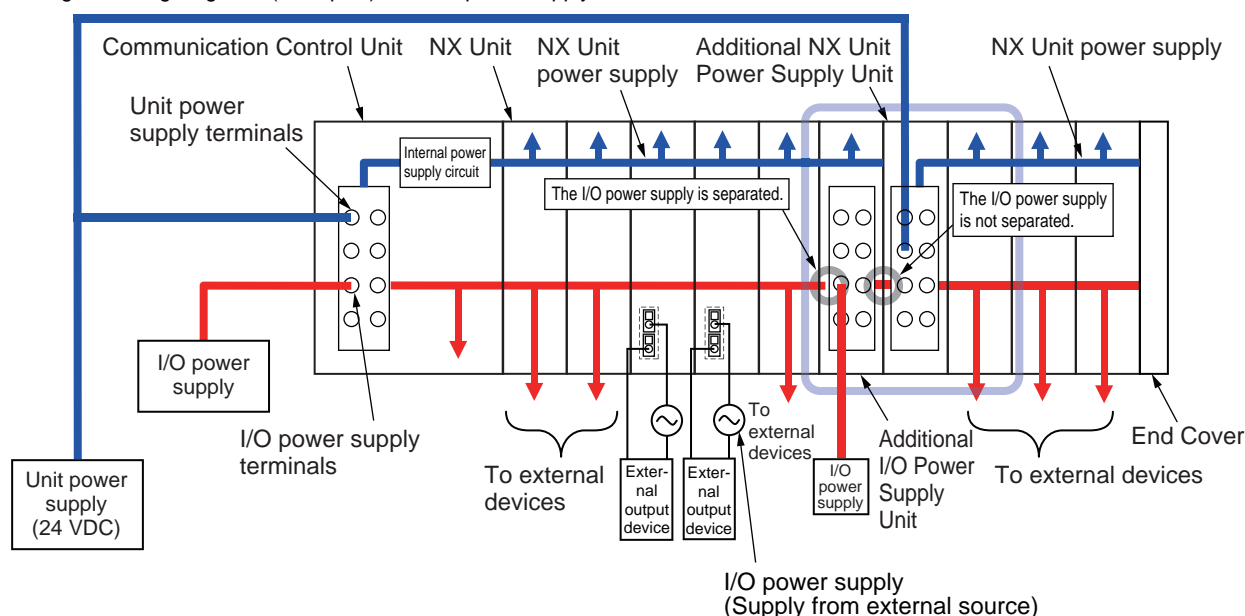 Communication Control Unit
NX Unit
NX Unit
power supply
Additional NX Unit
Power Supply Unit
NX Unit power supply
Unit power
supply terminals
Internal power
supply circuit
The I/O power supply is separated.
The I/O power supply
is not separated.
I/O power
supply
I/O power supply
terminals
Unit power
supply
(24 VDC)
To external
devices
Exter-
nal
output
device
Exter-
nal
output
device
To
external
devices
I/O
power
supply
Additional
I/O Power
Supply
Unit
To external devices
End Cover
I/O power supply
(Supply from external source)